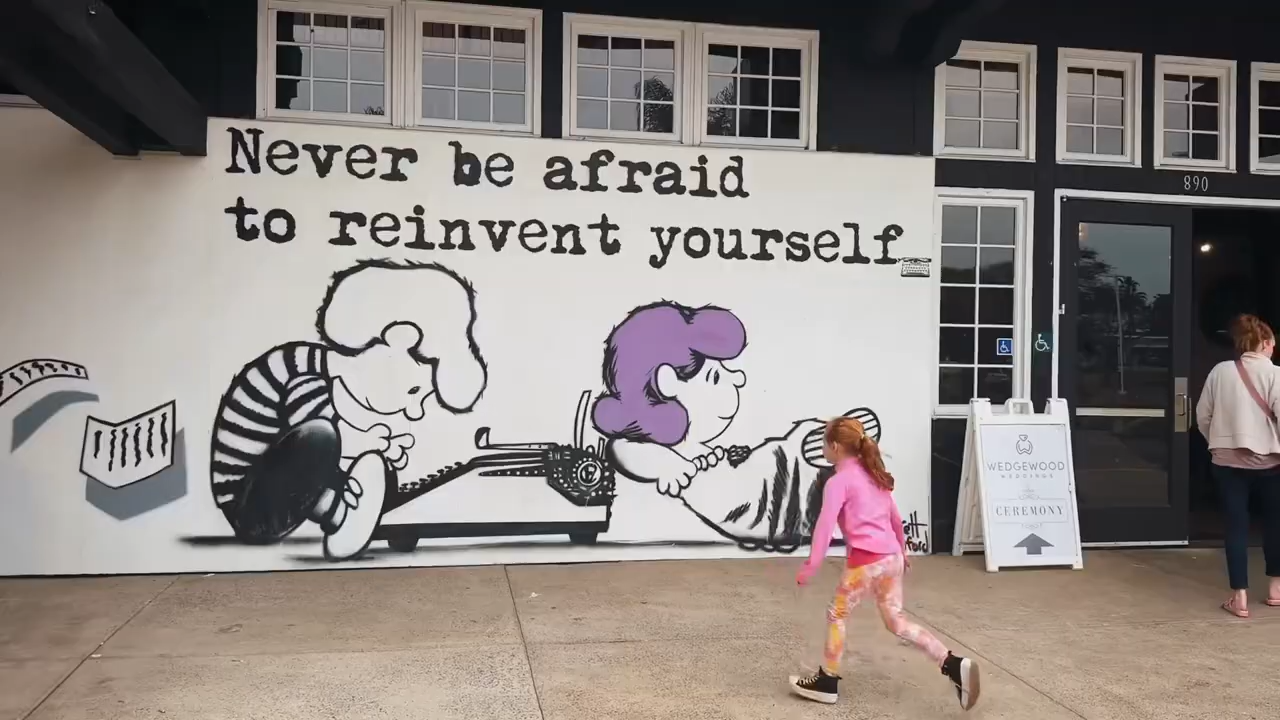 Never be afraid
to reinvent yourself.
890
WEDGEWOOD
WEDDINGS
CEREMONY